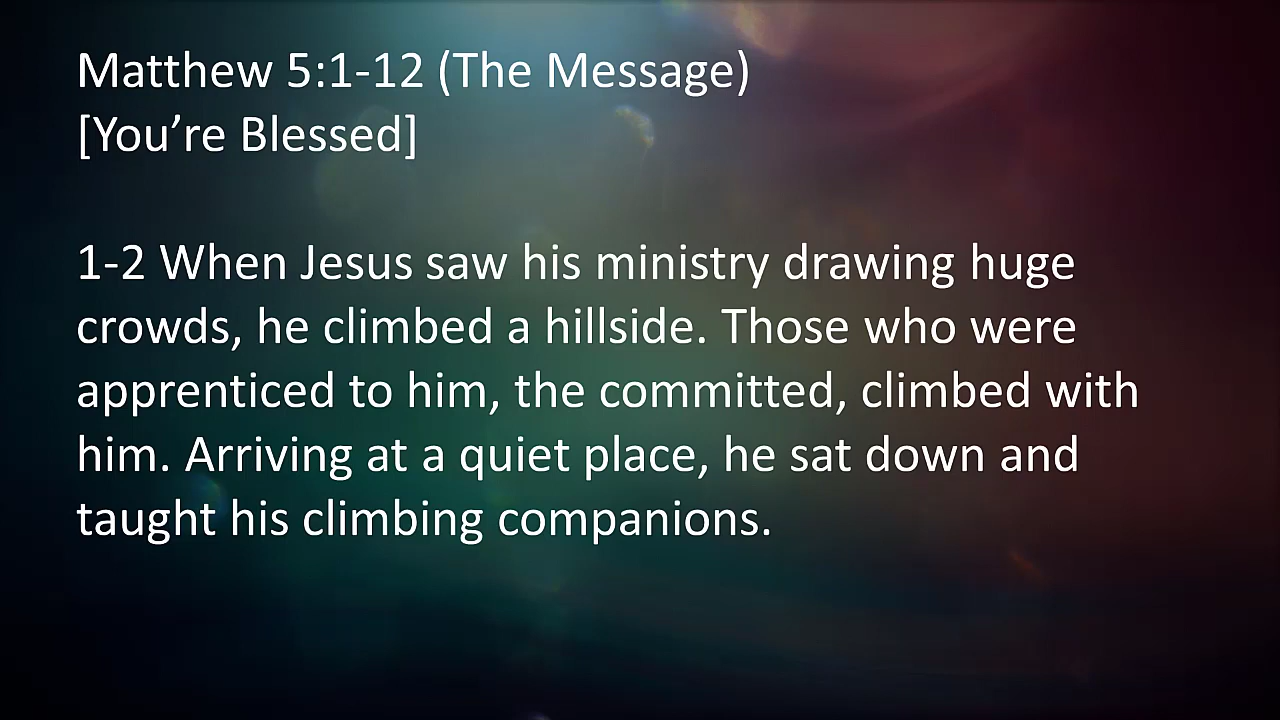 Matthew 5:1-12 (The Message)
[You’re Blessed]
1-2 When Jesus saw his ministry drawing huge
crowds, he climbed a hillside. Those who were
apprenticed to him, the committed, climbed with
him. Arriving at a quiet place, he sat down and
taught his climbing companions.